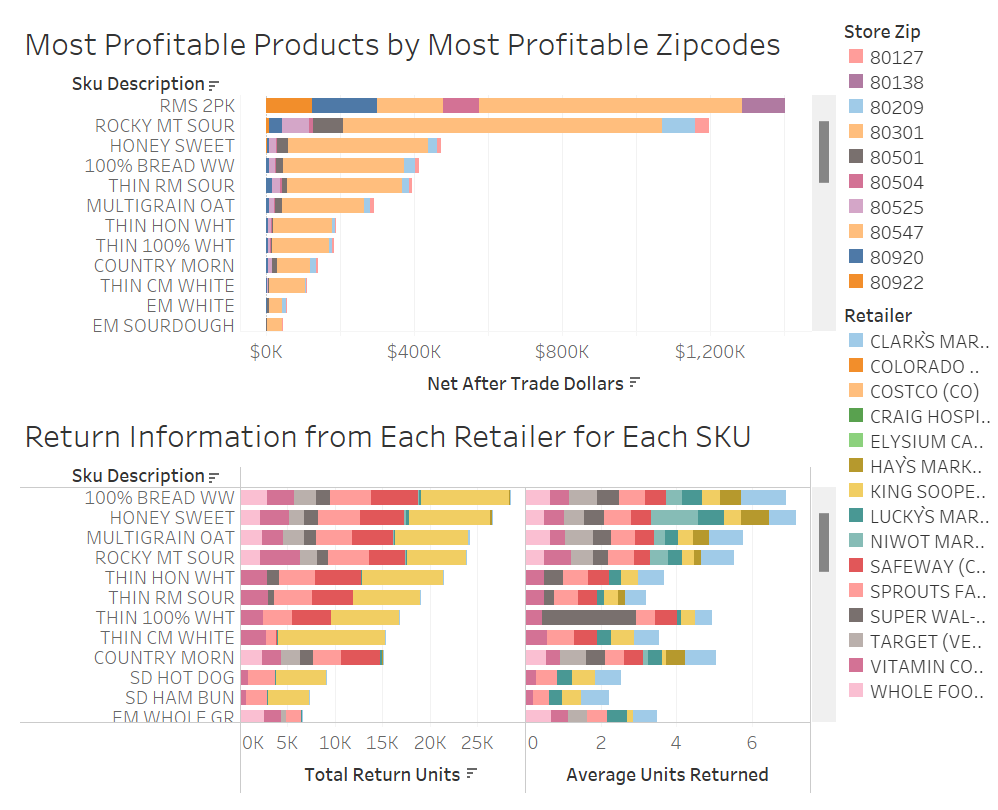 Most Profitable Products by Most Profitable Zipcodes
Sku Description
RMS 2PK
ROCKY MT SOUR
HONEY SWEET
100% BREAD WW
THIN RM SOUR
MULTIGRAIN OAT
THIN HON WHT
THIN 100% WHT
COUNTRY MORN
THIN CM WHITE
EM WHITE
EM SOURDOUGH
$0K $400K $800K $1,200K
Net After Trade Dollars
Store Zip
80127
80138
80209
80301
80501
80504
80525
80547
80920
80922
Retailer
CLARK`S MAR..
COLORADO ..
COSTCO (CO)
CRAIG HOSPI..
ELYSIUM CA..
HAY`S MARK..
KING SOOPE..
LUCKY`S MAR..
NIWOT MAR..
SAFEWAY (C..
SPROUTS FA..
SUPER WAL-..
TARGET (VE..
VITAMIN CO..
WHOLE FOO..
Return Information from Each Retailer for Each SKU
Sku Description
100% BREAD WW
HONEY SWEET
MULTIGRAIN OAT
ROCKY MT SOUR
THIN HON WHT
THIN RM SOUR
THIN 100% WHT
THIN CM WHITE
COUNTRY MORN
SD HOT DOG
SD HAM BUN
EM WHOLE GR
0K 5K 10K 15K 20K 25K 0 2 4 6
Total Return Units Average Units Returned